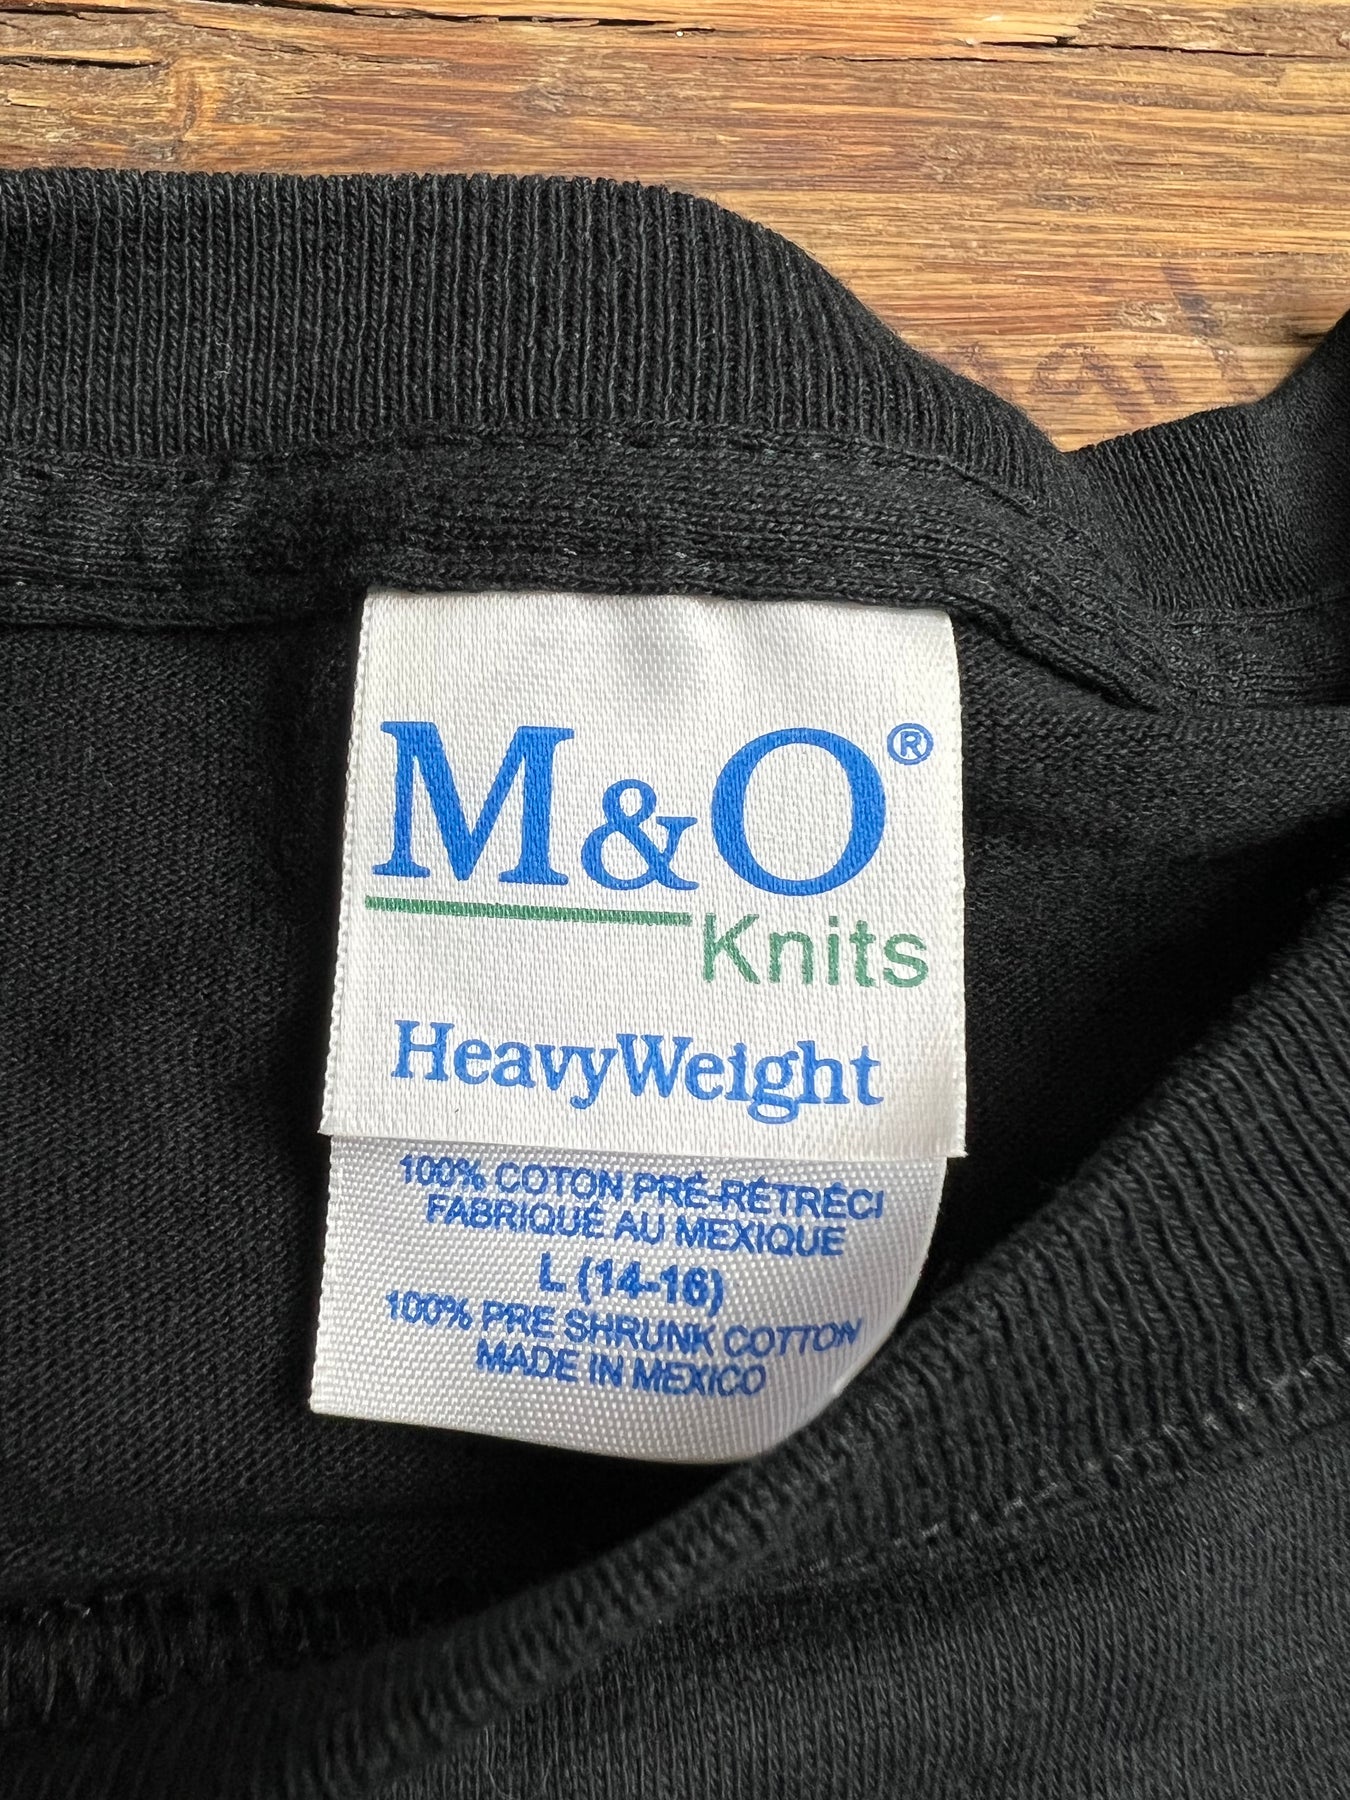 M&O®
Knits
HeavyWeight
100% COTON PRÉ-RÉTRÉCI
FABRIQUÉ AU MEXIQUE
L (14-16)
100% PRE SHRUNK COTTON
MADE IN MEXICO